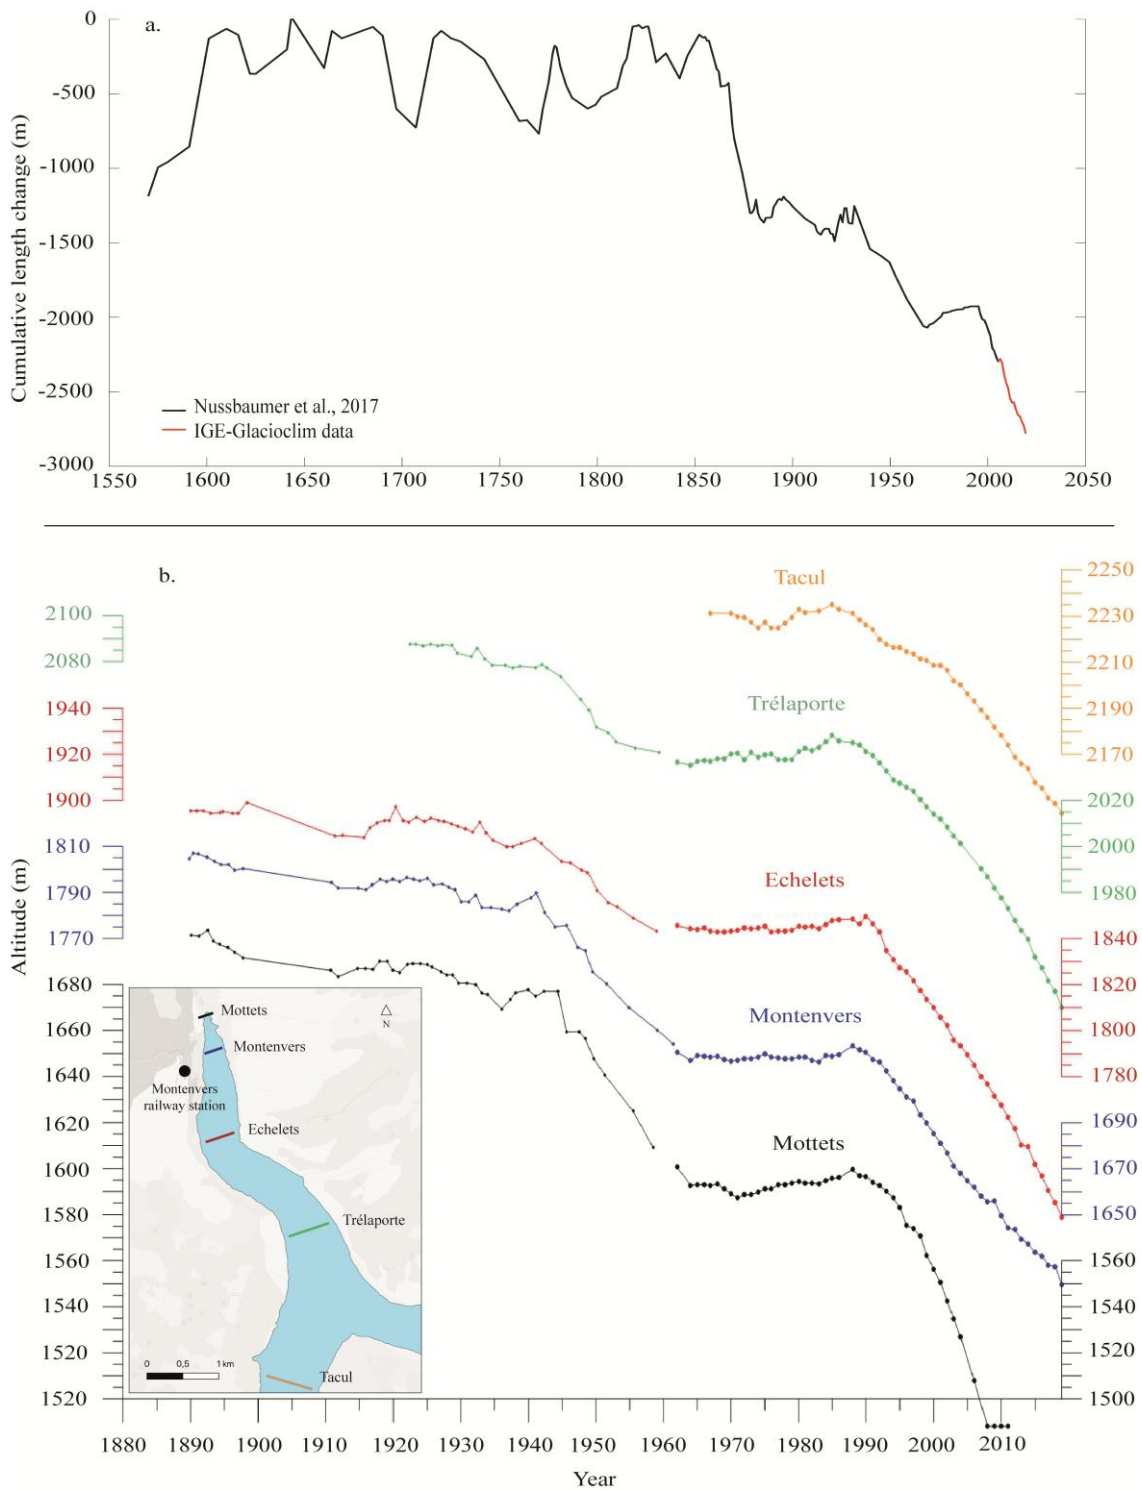 a.
0
-500
-1000
-1500
-2000
-2500
-3000
Cumulative length change (m)
Nussbaumer et al., 2017
IGE-Glacioclim data
1550 1600 1650 1700 1750 1800 1850 1900 1950 2000 2050
b.
Tacul
Trélaporte
Echelets
Montenvers
Mottets
2100
2080
1940
1920
1900
1810
1790
1770
1680
1660
1640
1620
1600
1580
1560
1540
1520
1520
Altitude (m)
2250
2230
2210
2190
2170
2020
2000
1980
1840
1820
1800
1780
1690
1670
1650
1560
1540
1520
1500
Mottets
N
Montenvers
Montenvers
railway station
Echelets
Trélaporte
0 0,5 1 km
Tacul
1880 1890 1900 1910 1920 1930 1940 1950 1960 1970 1980 1990 2000 2010
Year